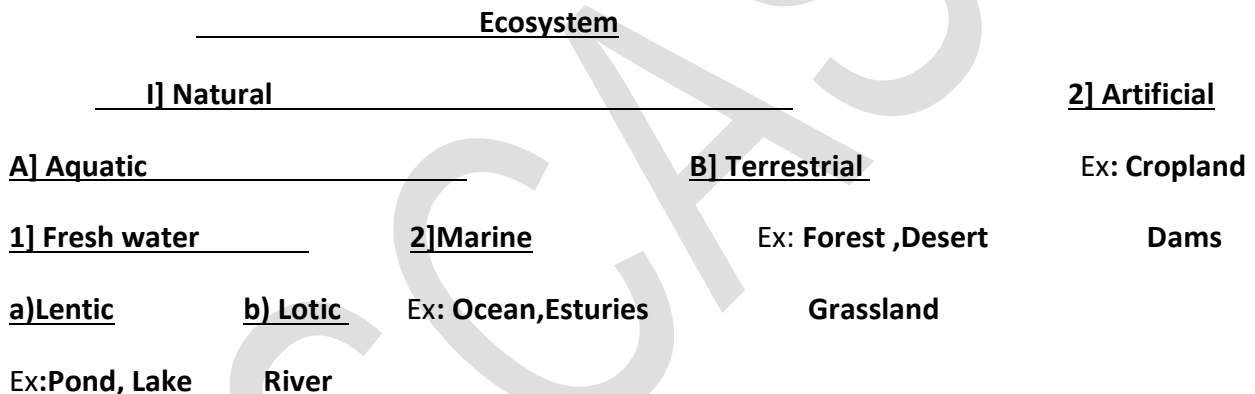 Ecosystem
I] Natural 2] Artificial
A] Aquatic B] Terrestrial Ex: Cropland
1] Fresh water 2]Marine Ex: Forest ,Desert Dams
a)Lentic b) Lotic Ex: Ocean,Esturies Grassland
Ex:Pond, Lake River